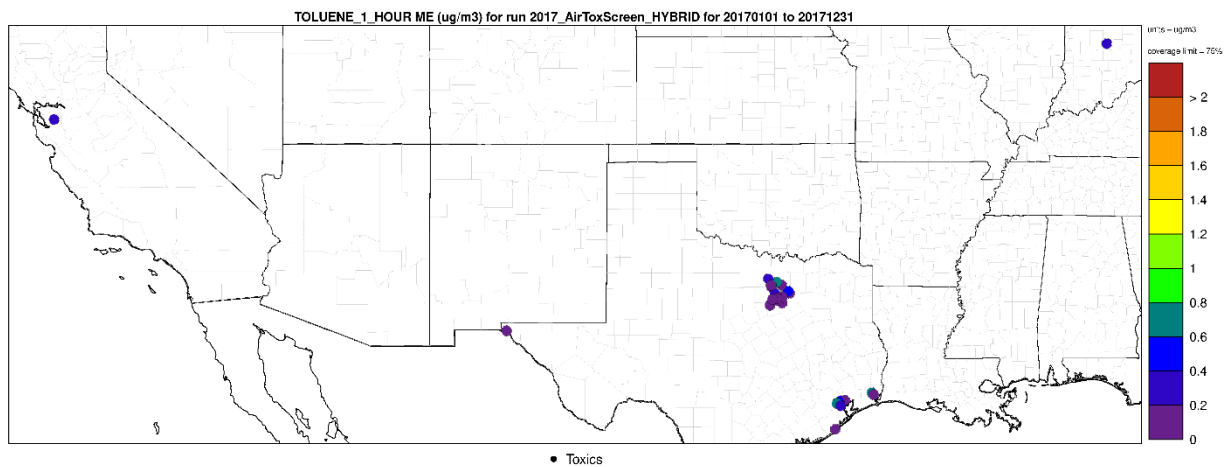 TOLUENE_1_HOUR ME (ug/m3) for run 2017_AirToxScreen_HYBRID for 20170101 to 20171231
units = ug/m3
coverage limit = 75%
> 2
1.8
1.6
1.4
1.2
1
0.8
0.6
0.4
0.2
0
Toxics